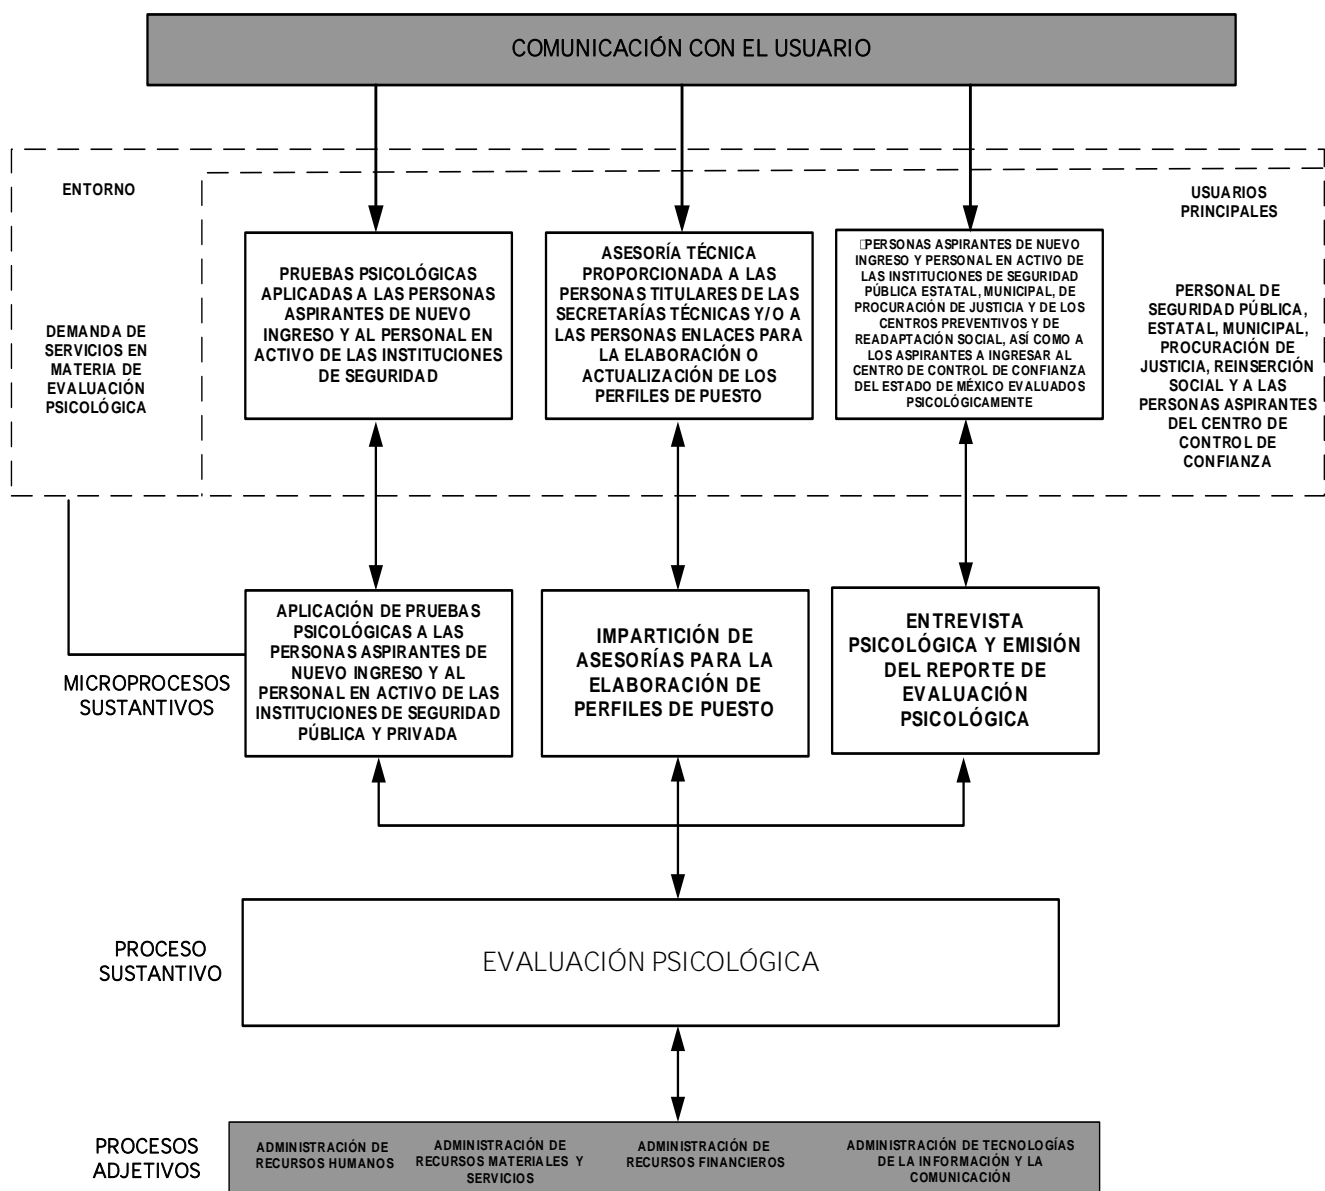 COMUNICACIÓN CON EL USUARIO
ENTORNO
DEMANDA DE
SERVICIOS EN
MATERIA DE
EVALUACIÓN
PSICOLÓGICA
PRUEBAS PSICOLÓGICAS
APLICADAS A LAS PERSONAS
ASPIRANTES DE NUEVO
INGRESO Y AL PERSONAL EN
ACTIVO DE LAS INSTITUCIONES
DE SEGURIDAD
ASESORÍA TÉCNICA
PROPORCIONADA A LAS
PERSONAS TITULARES DE LAS
SECRETARÍAS TÉCNICAS Y/O A
LAS PERSONAS ENLACES PARA
LA ELABORACIÓN O
ACTUALIZACIÓN DE LOS
PERFILES DE PUESTO
PERSONAS ASPIRANTES DE NUEVO
INGRESO Y PERSONAL EN ACTIVO DE
LAS INSTITUCIONES DE SEGURIDAD
PÚBLICA ESTATAL, MUNICIPAL, DE
PROCURACIÓN DE JUSTICIA Y DE LOS
CENTROS PREVENTIVOS Y DE
READAPTACIÓN SOCIAL, ASÍ COMO A
LOS ASPIRANTES A INGRESAR AL
CENTRO DE CONTROL DE CONFIANZA
DEL ESTADO DE MÉXICO EVALUADOS
PSICOLÓGICAMENTE
USUARIOS
PRINCIPALES
PERSONAL DE
SEGURIDAD PÚBLICA,
ESTATAL, MUNICIPAL,
PROCURACIÓN DE
JUSTICIA, REINSERCIÓN
SOCIAL Y A LAS
PERSONAS ASPIRANTES
DEL CENTRO DE
CONTROL DE
CONFIANZA
MICROPROCESOS
SUSTANTIVOS
APLICACIÓN DE PRUEBAS
PSICOLÓGICAS A LAS
PERSONAS ASPIRANTES DE
NUEVO INGRESO Y AL
PERSONAL EN ACTIVO DE LAS
INSTITUCIONES DE SEGURIDAD
PÚBLICA Y PRIVADA
IMPARTICIÓN DE
ASESORÍAS PARA LA
ELABORACIÓN DE
PERFILES DE PUESTO
ENTREVISTA
PSICOLÓGICA Y EMISIÓN
DEL REPORTE DE
EVALUACIÓN
PSICOLÓGICA
PROCESO
SUSTANTIVO
EVALUACIÓN PSICOLÓGICA
PROCESOS
ADJETIVOS
ADMINISTRACIÓN DE
RECURSOS HUMANOS
ADMINISTRACIÓN DE
RECURSOS MATERIALES Y
SERVICIOS
ADMINISTRACIÓN DE
RECURSOS FINANCIEROS
ADMINISTRACIÓN DE TECNOLOGÍAS
DE LA INFORMACIÓN Y LA
COMUNICACIÓN